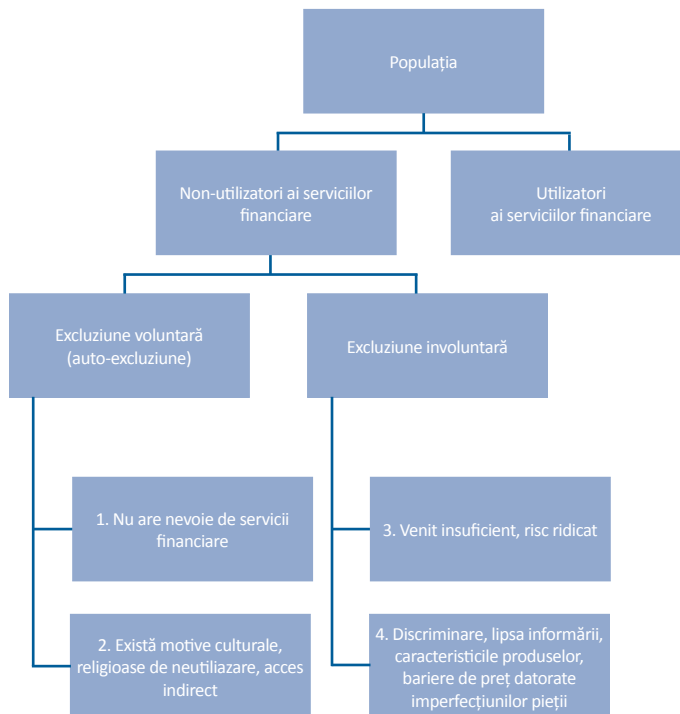 Populația
Non-utilizatori ai serviciilor
financiare
Utilizatori
ai serviciilor financiare
Excluziune voluntară
(auto-excluziune)
Excluziune involuntară
1. Nu are nevoie de servicii
financiare
3. Venit insuficient, risc ridicat
2. Există motive culturale,
religioase de neutiliazare, acces
indirect
4. Discriminare, lipsa informării,
caracteristicile produselor,
bariere de preț datorate
imperfecțiunilor pieții